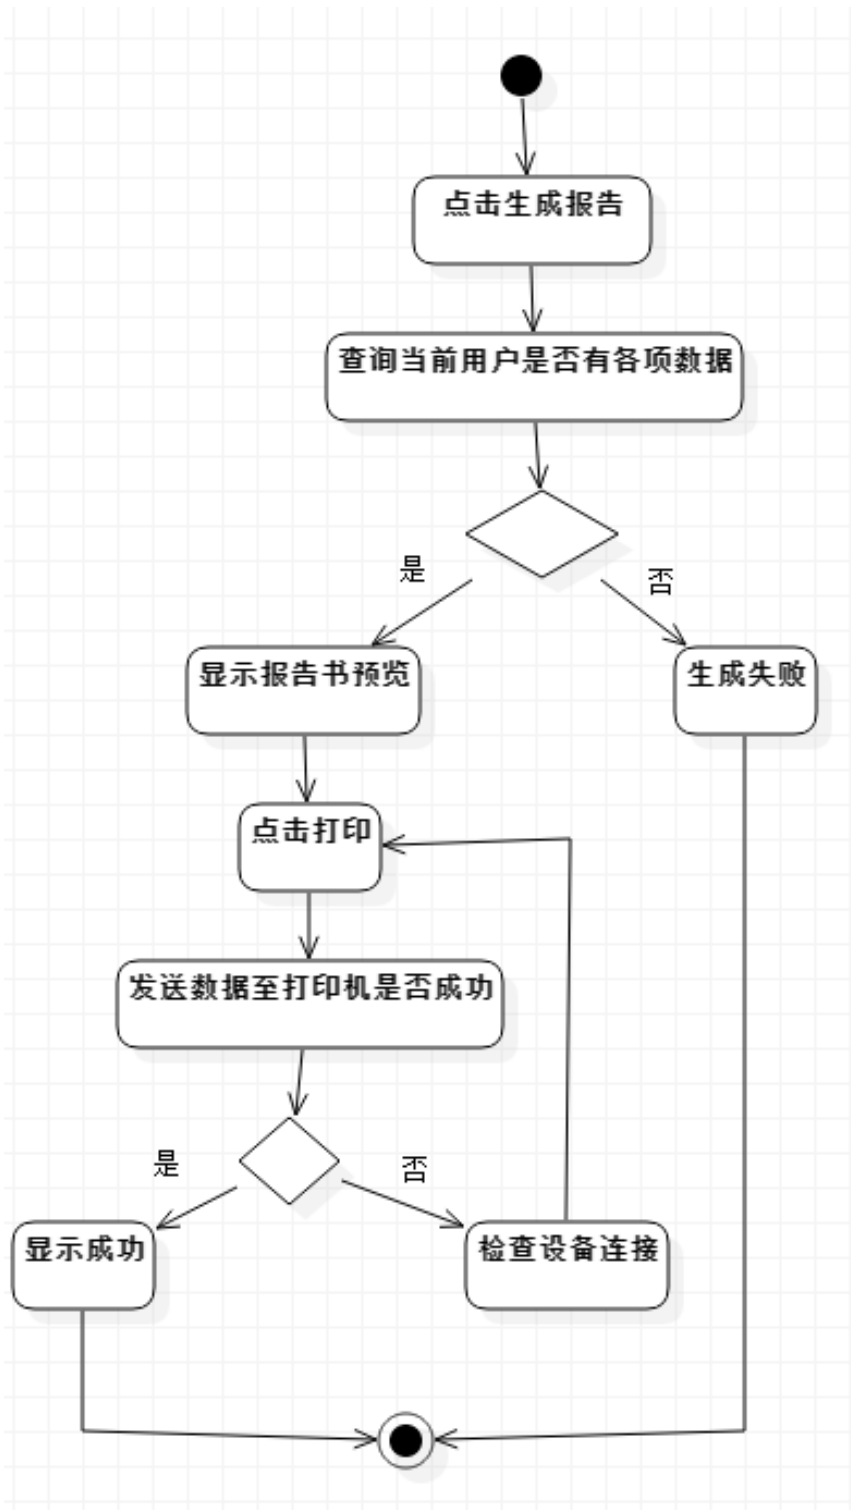 点击生成报告
查询当前用户是否有各项数据
是
否
显示报告书预览
生成失败
点击打印
发送数据至打印机是否成功
是
否
显示成功
检查设备连接